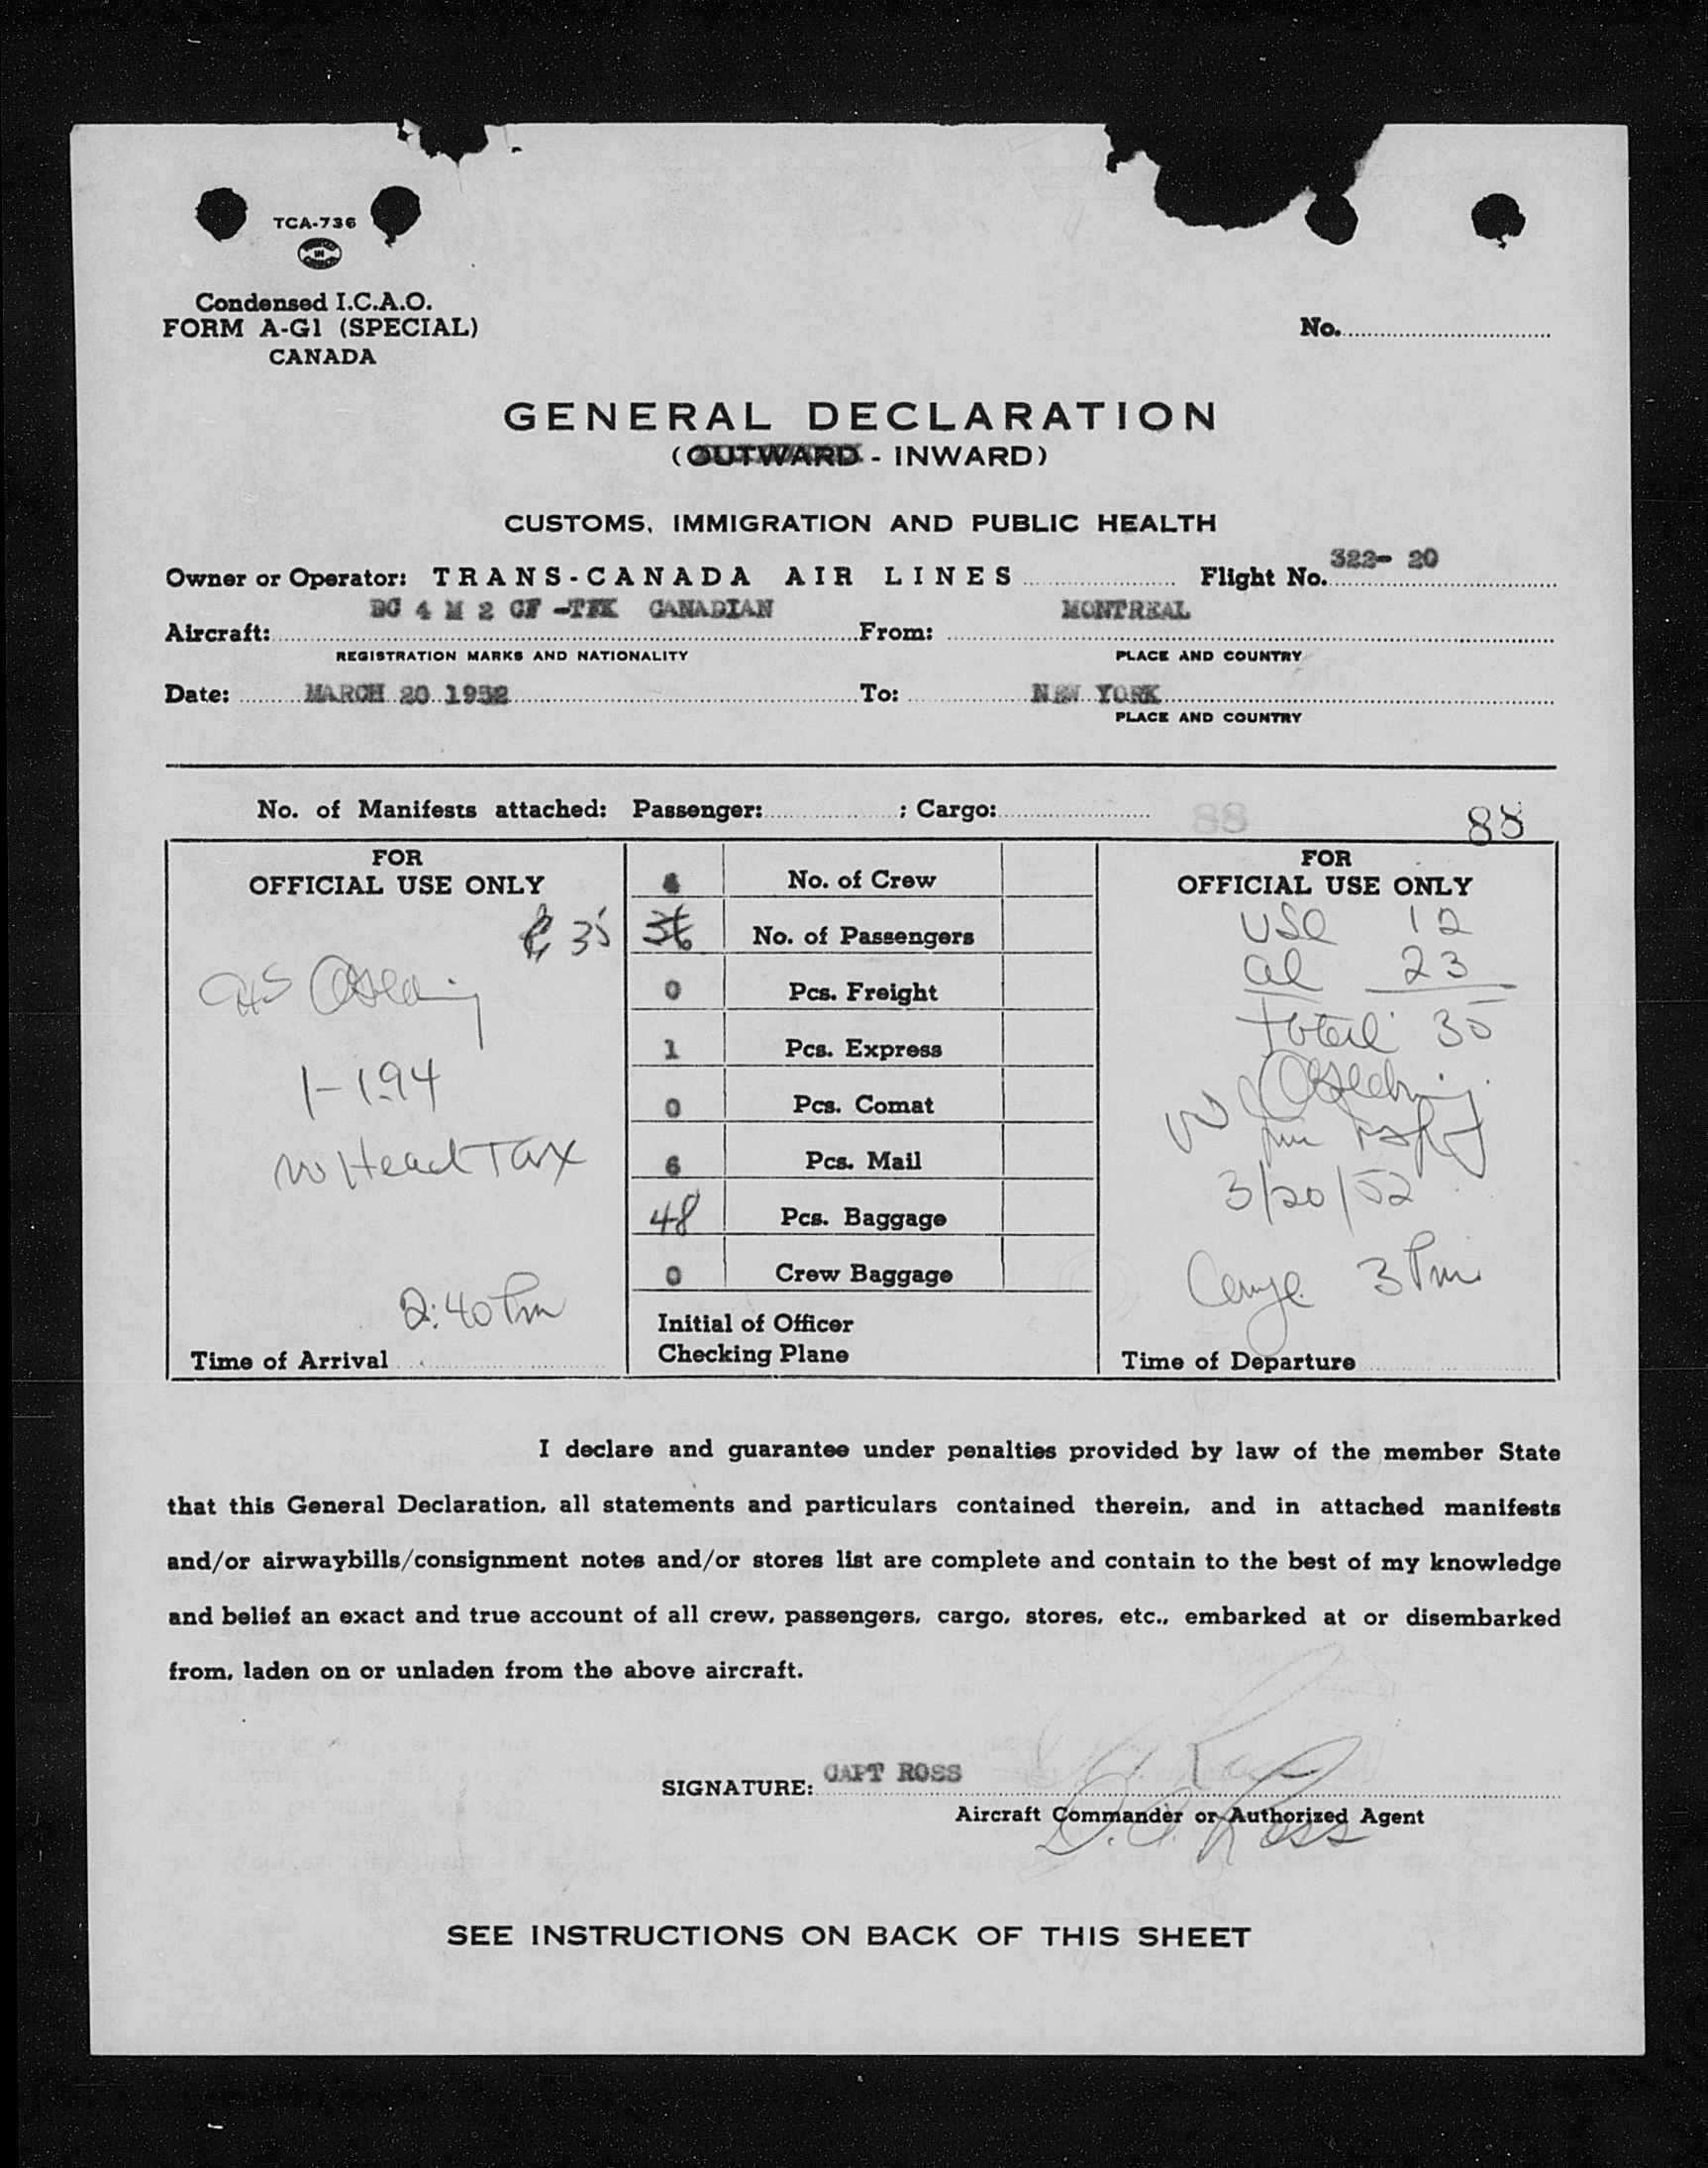 TCA-736
Condensed I.C.A.O.
FORM A-G1 (SPECIAL)
CANADA
No.
GENERAL DECLARATION
(OUTWARD - INWARD)
CUSTOMS, IMMIGRATION AND PUBLIC HEALTH
Owner or Operator: TRANS-CANADA AIR LINES Flight No. 322- 20
Aircraft: DC 4 M 2 CF -TFK CANADIAN From: MONTREAL
REGISTRATION MARKS AND NATIONALITY PLACE AND COUNTRY
Date: MARCH 20 1952 To: NEW YORK
PLACE AND COUNTRY
No. of Manifests attached: Passenger: ; Cargo: 88 88
FOR OFFICIAL USE ONLY
35
1-194
no Head Tax
2:40 Pm
Time of Arrival
4 No. of Crew
36 No. of Passengers
0 Pcs. Freight
1 Pcs. Express
0 Pcs. Comat
6 Pcs. Mail
48 Pcs. Baggage
0 Crew Baggage
Initial of Officer
Checking Plane
FOR OFFICIAL USE ONLY
USC 12
al 23
total 35
3/20/52
3 Pm
Time of Departure
I declare and guarantee under penalties provided by law of the member State
that this General Declaration, all statements and particulars contained therein, and in attached manifests
and/or airwaybills/consignment notes and/or stores list are complete and contain to the best of my knowledge
and belief an exact and true account of all crew, passengers, cargo, stores, etc., embarked at or disembarked
from, laden on or unladen from the above aircraft.
SIGNATURE: CAPT ROSS
Aircraft Commander or Authorized Agent
Ross
SEE INSTRUCTIONS ON BACK OF THIS SHEET